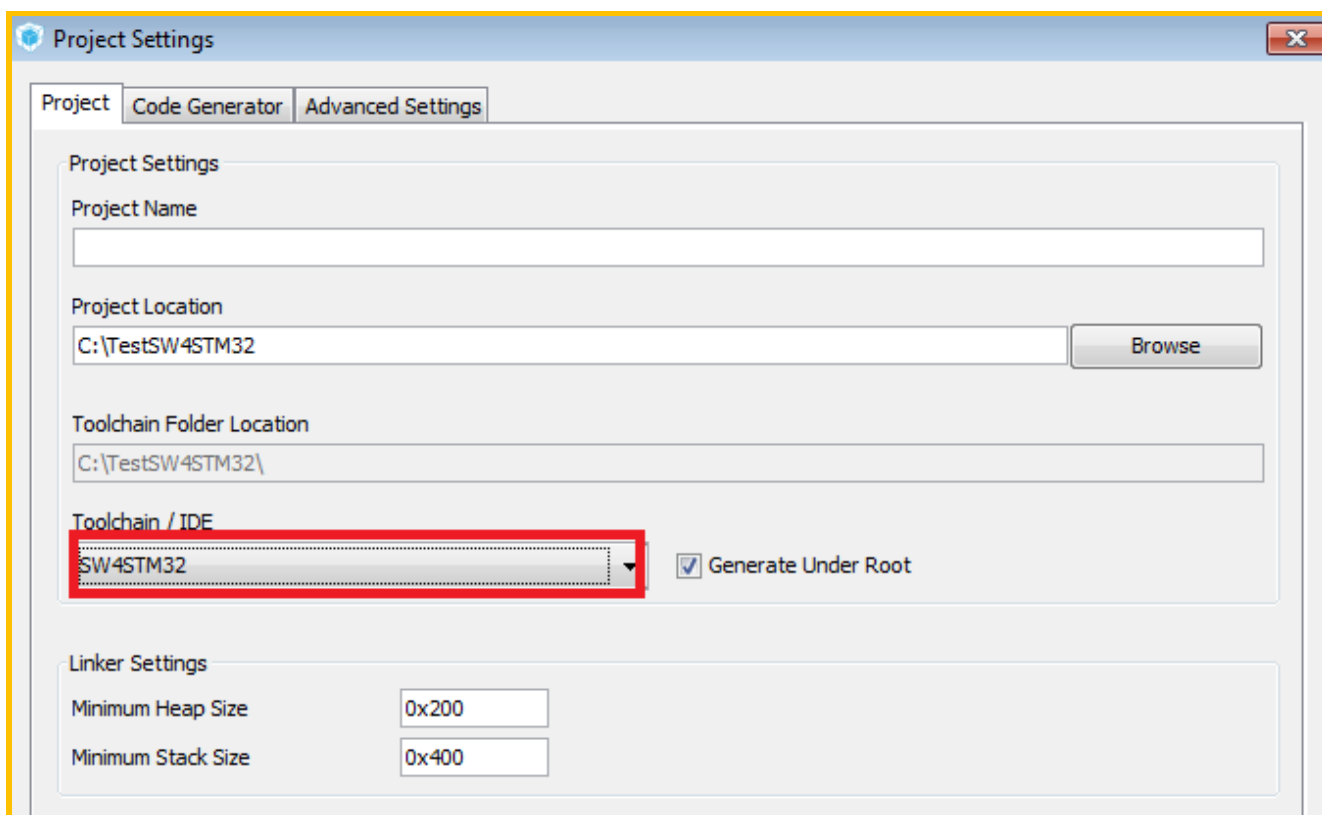 Project Settings
Project Code Generator Advanced Settings
Project Settings
Project Name
Project Location
C:\TestSW4STM32 Browse
Toolchain Folder Location
C:\TestSW4STM32\
Toolchain / IDE
SW4STM32 Generate Under Root
Linker Settings
Minimum Heap Size 0x200
Minimum Stack Size 0x400